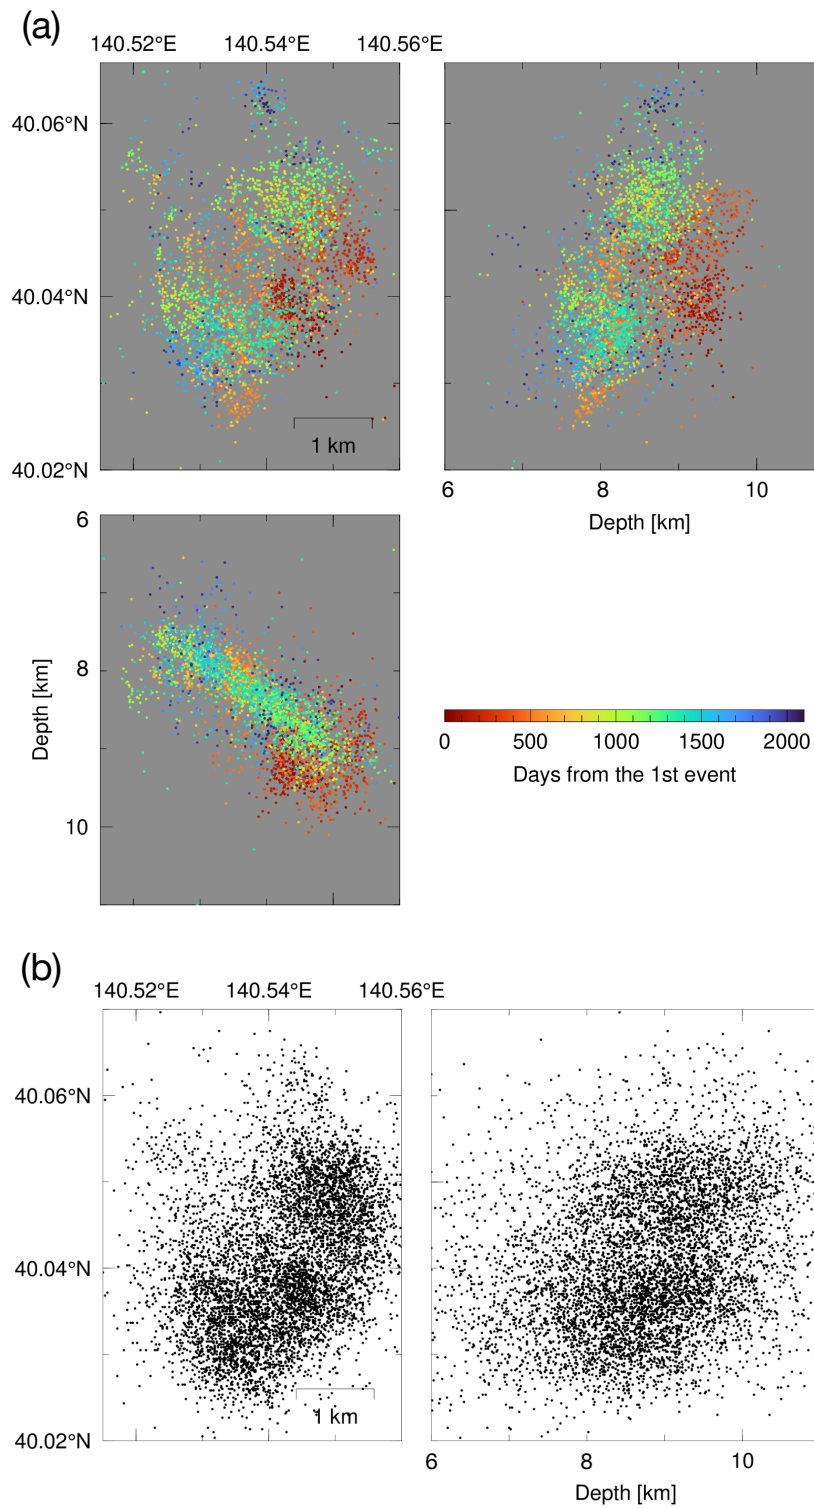 (a)
140.52°E 140.54°E 140.56°E
40.06°N
40.04°N
1 km
40.02°N
6 8 10
Depth [km]
6
8
Depth [km]
10
0 500 1000 1500 2000
Days from the 1st event
(b)
140.52°E 140.54°E 140.56°E
40.06°N
40.04°N
1 km
40.02°N
6 8 10
Depth [km]